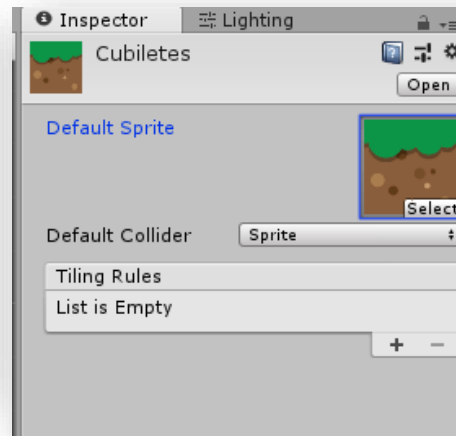 Inspector
Lighting
Cubiletes
Open
Default Sprite
Select
Default Collider
Sprite
Tiling Rules
List is Empty